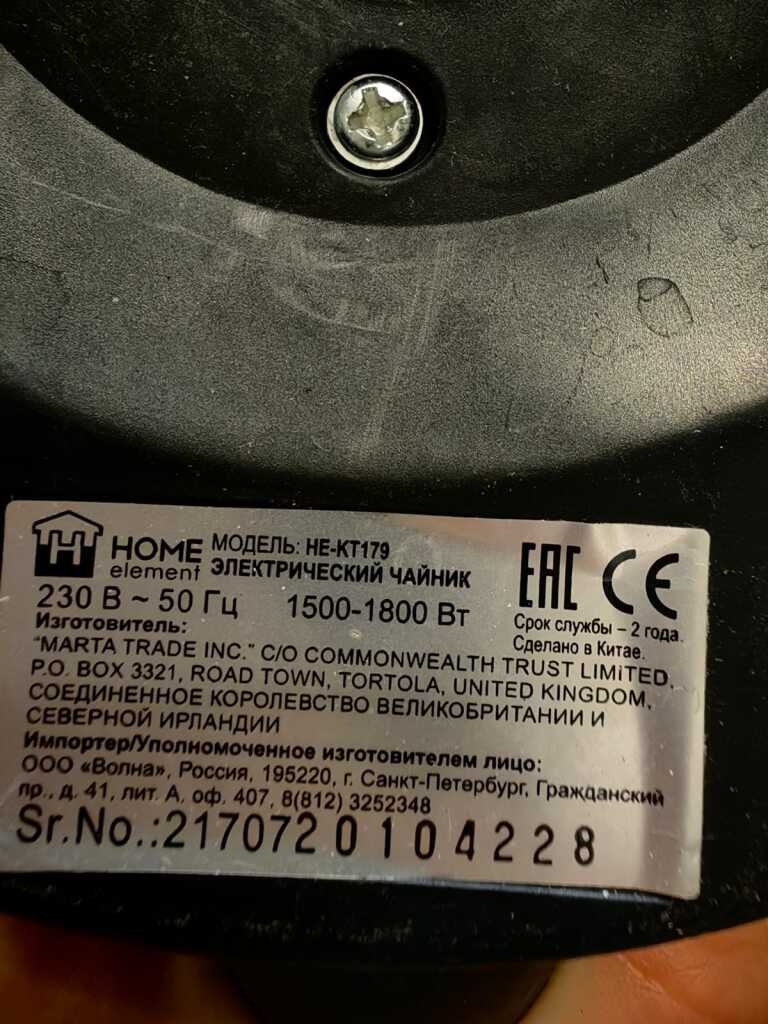 HOME element
МОДЕЛЬ: HE-KT179
ЭЛЕКТРИЧЕСКИЙ ЧАЙНИК
EAC CE
230 В ~ 50 Гц 1500-1800 Вт
Срок службы – 2 года.
Сделано в Китае.
Изготовитель:
"MARTA TRADE INC." C/O COMMONWEALTH TRUST LIMITED,
P.O. BOX 3321, ROAD TOWN, TORTOLA, UNITED KINGDOM,
СОЕДИНЕННОЕ КОРОЛЕВСТВО ВЕЛИКОБРИТАНИИ И
СЕВЕРНОЙ ИРЛАНДИИ
Импортер/Уполномоченное изготовителем лицо:
ООО «Волна», Россия, 195220, г. Санкт-Петербург, Гражданский
пр., д. 41, лит. А, оф. 407, 8(812) 3252348
Sr.No.:2170720104228